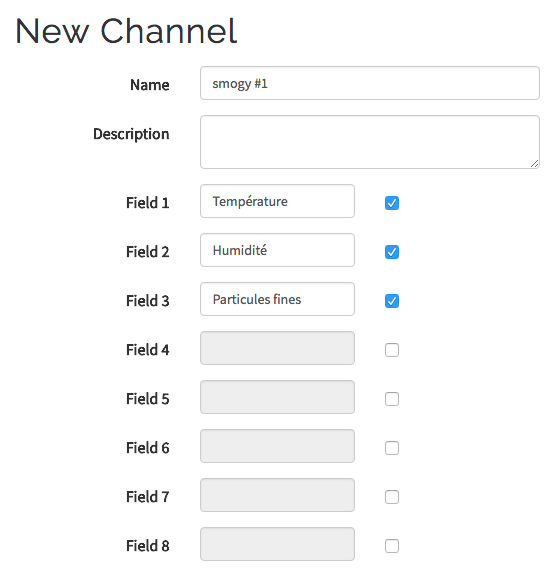 New Channel
Name smogy #1
Description
Field 1 Température
Field 2 Humidité
Field 3 Particules fines
Field 4
Field 5
Field 6
Field 7
Field 8